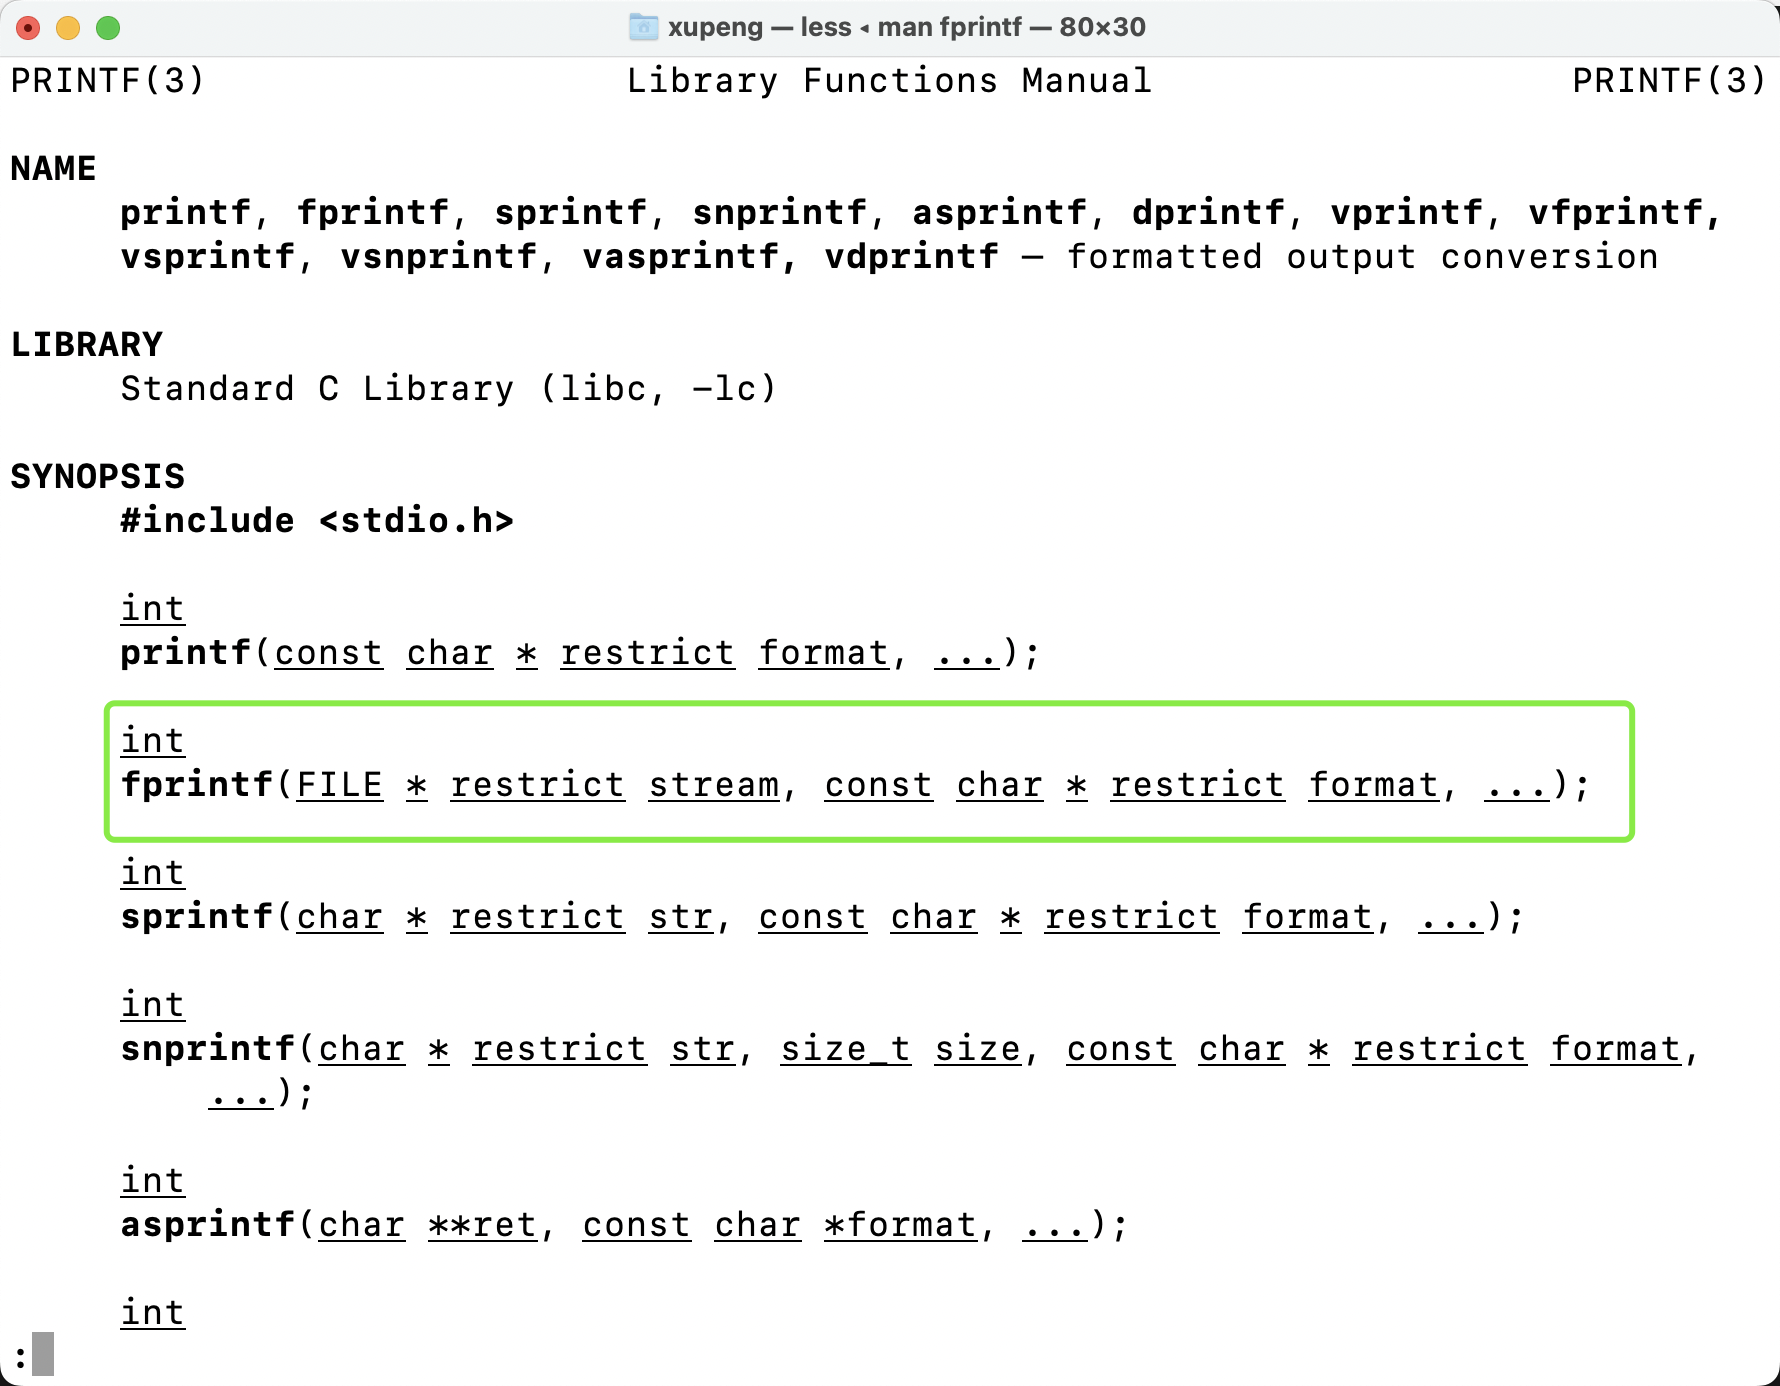 xupeng — less ◂ man fprintf — 80×30
PRINTF(3) Library Functions Manual PRINTF(3)
NAME
printf, fprintf, sprintf, snprintf, asprintf, dprintf, vprintf, vfprintf,
vsprintf, vsnprintf, vasprintf, vdprintf – formatted output conversion
LIBRARY
Standard C Library (libc, -lc)
SYNOPSIS
#include <stdio.h>
int
printf(const char * restrict format, ...);
int
fprintf(FILE * restrict stream, const char * restrict format, ...);
int
sprintf(char * restrict str, const char * restrict format, ...);
int
snprintf(char * restrict str, size_t size, const char * restrict format,
...);
int
asprintf(char **ret, const char *format, ...);
int
: